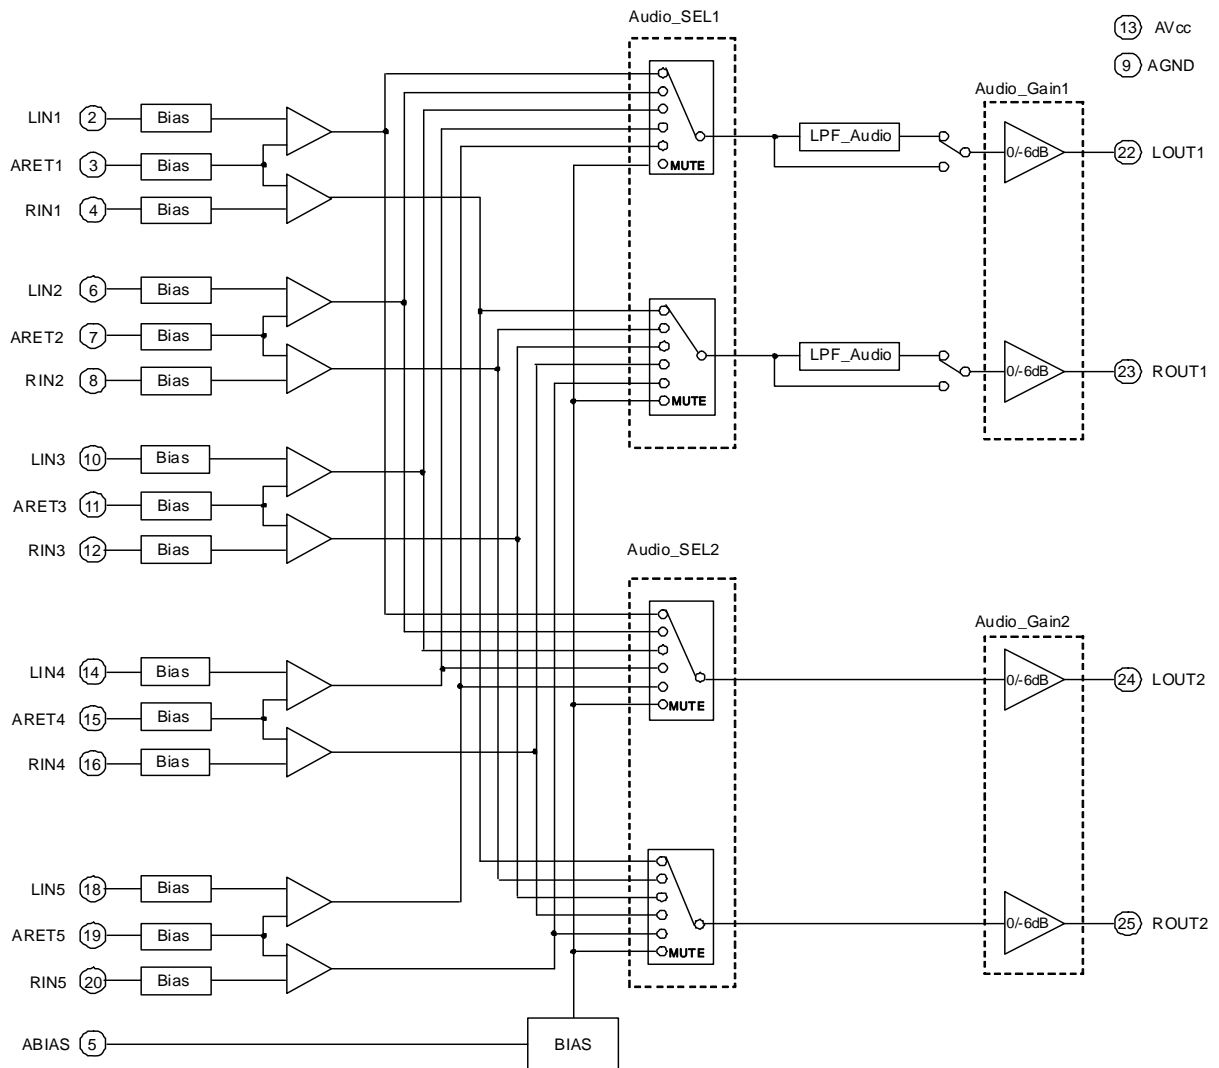 Audio_SEL1
13 AVcc
9 AGND
Audio_Gain1
LIN1 2 Bias
ARET1 3 Bias
RIN1 4 Bias
MUTE
LPF_Audio
0/-6dB
22 LOUT1
LIN2 6 Bias
ARET2 7 Bias
RIN2 8 Bias
MUTE
LPF_Audio
0/-6dB
23 ROUT1
LIN3 10 Bias
ARET3 11 Bias
RIN3 12 Bias
Audio_SEL2
Audio_Gain2
LIN4 14 Bias
ARET4 15 Bias
RIN4 16 Bias
MUTE
0/-6dB
24 LOUT2
LIN5 18 Bias
ARET5 19 Bias
RIN5 20 Bias
MUTE
0/-6dB
25 ROUT2
ABIAS 5 BIAS